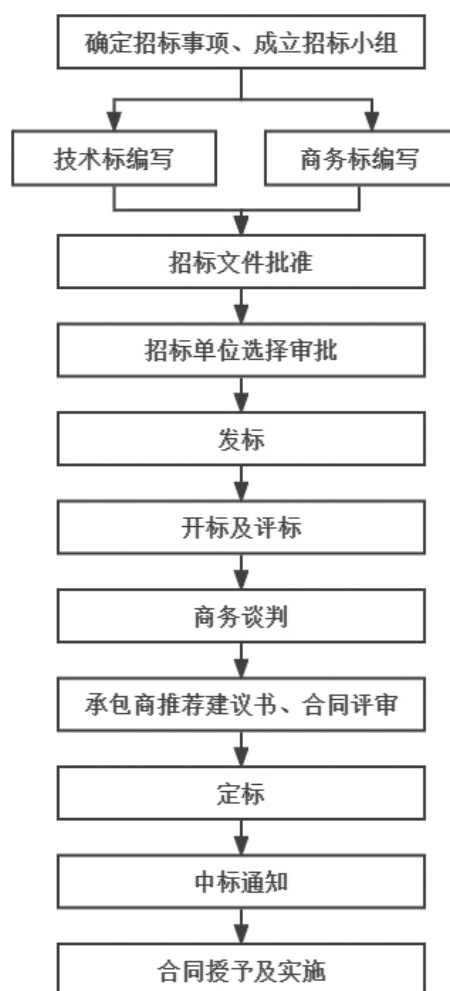 确定招标事项、成立招标小组
技术标编写
商务标编写
招标文件批准
招标单位选择审批
发标
开标及评标
商务谈判
承包商推荐建议书、合同评审
定标
中标通知
合同授予及实施